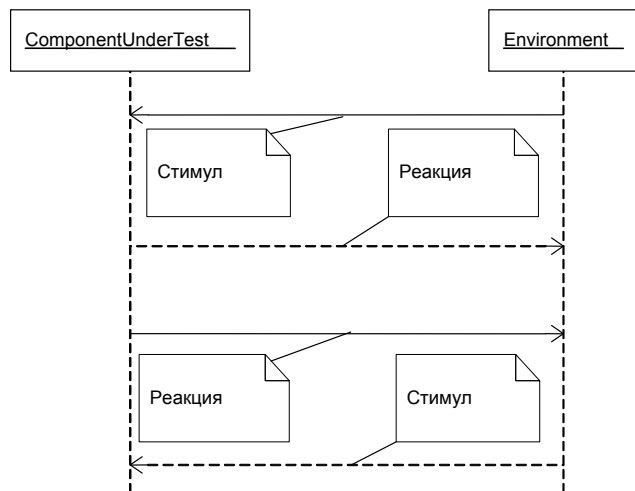 ComponentUnderTest
Environment
Стимул
Реакция
Реакция
Стимул